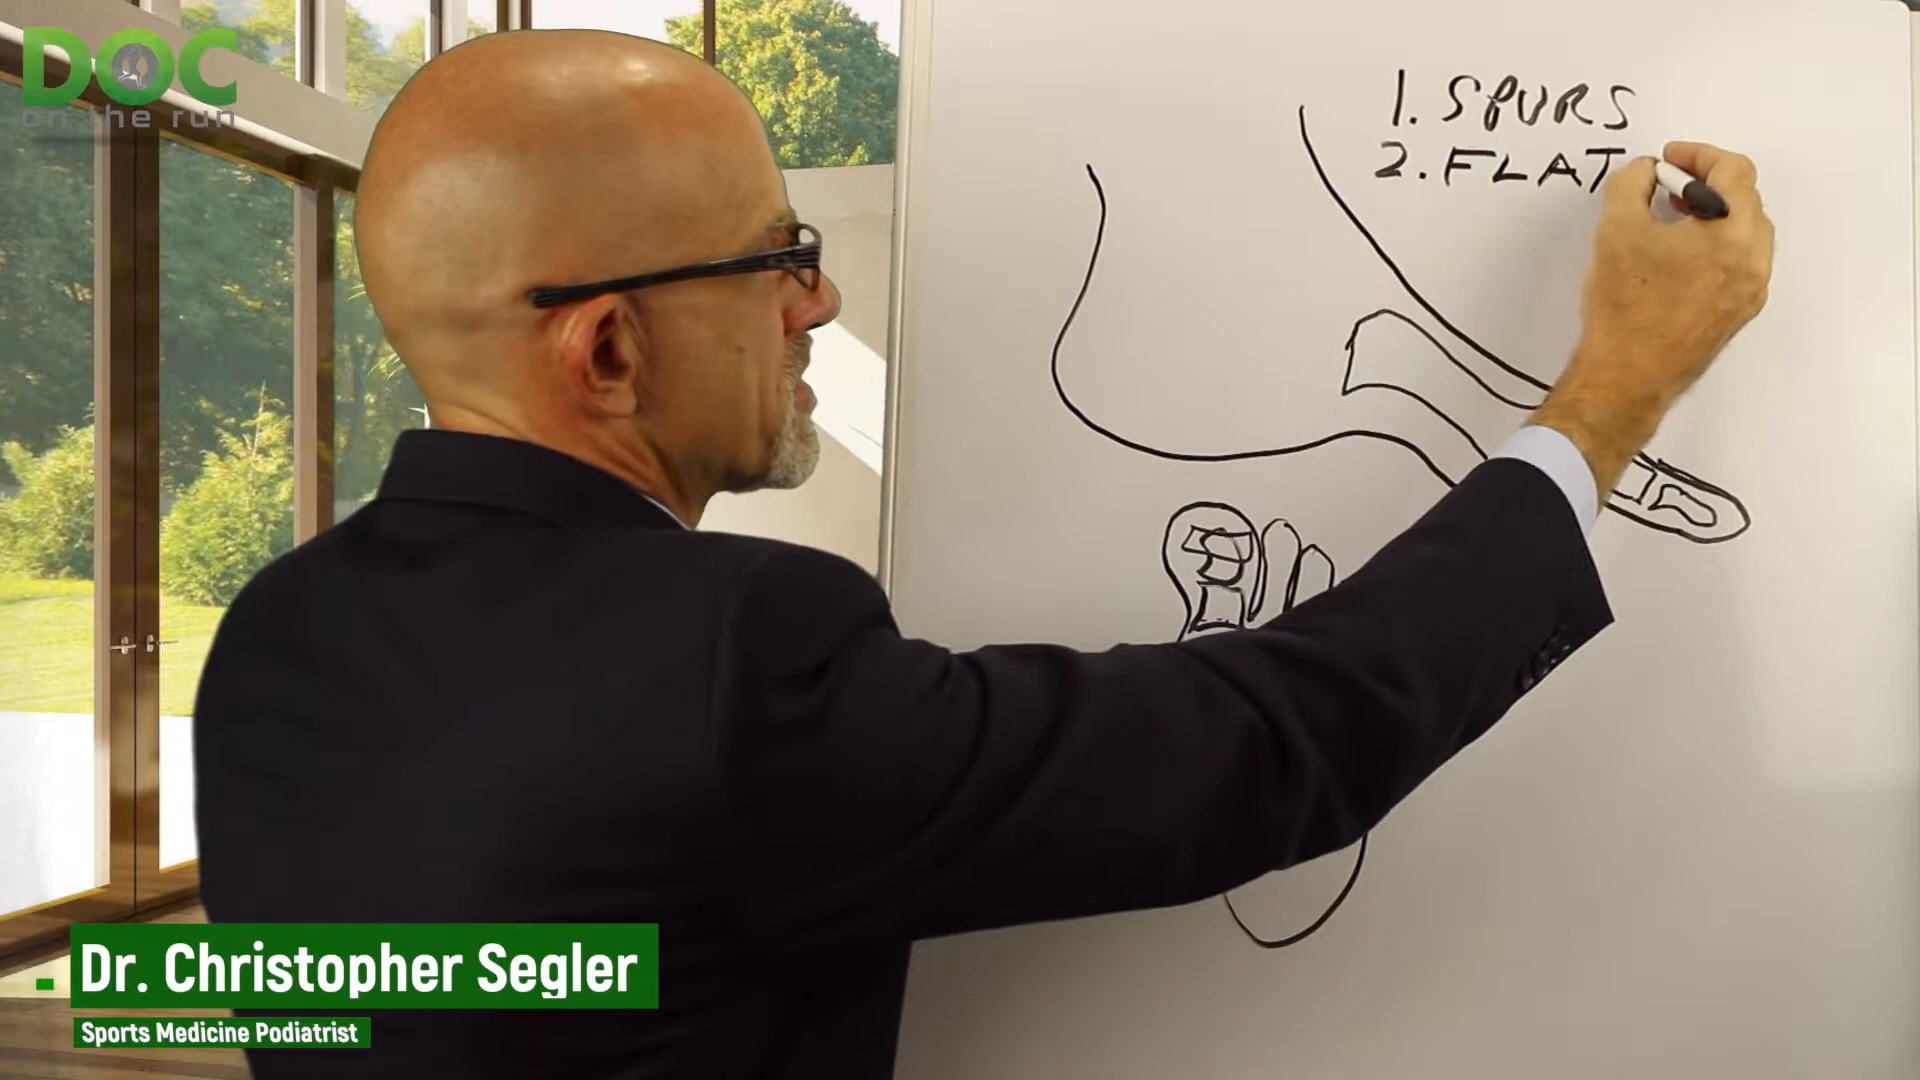 DOC
on the run
1. SPURS
2. FLAT
Dr. Christopher Segler
Sports Medicine Podiatrist